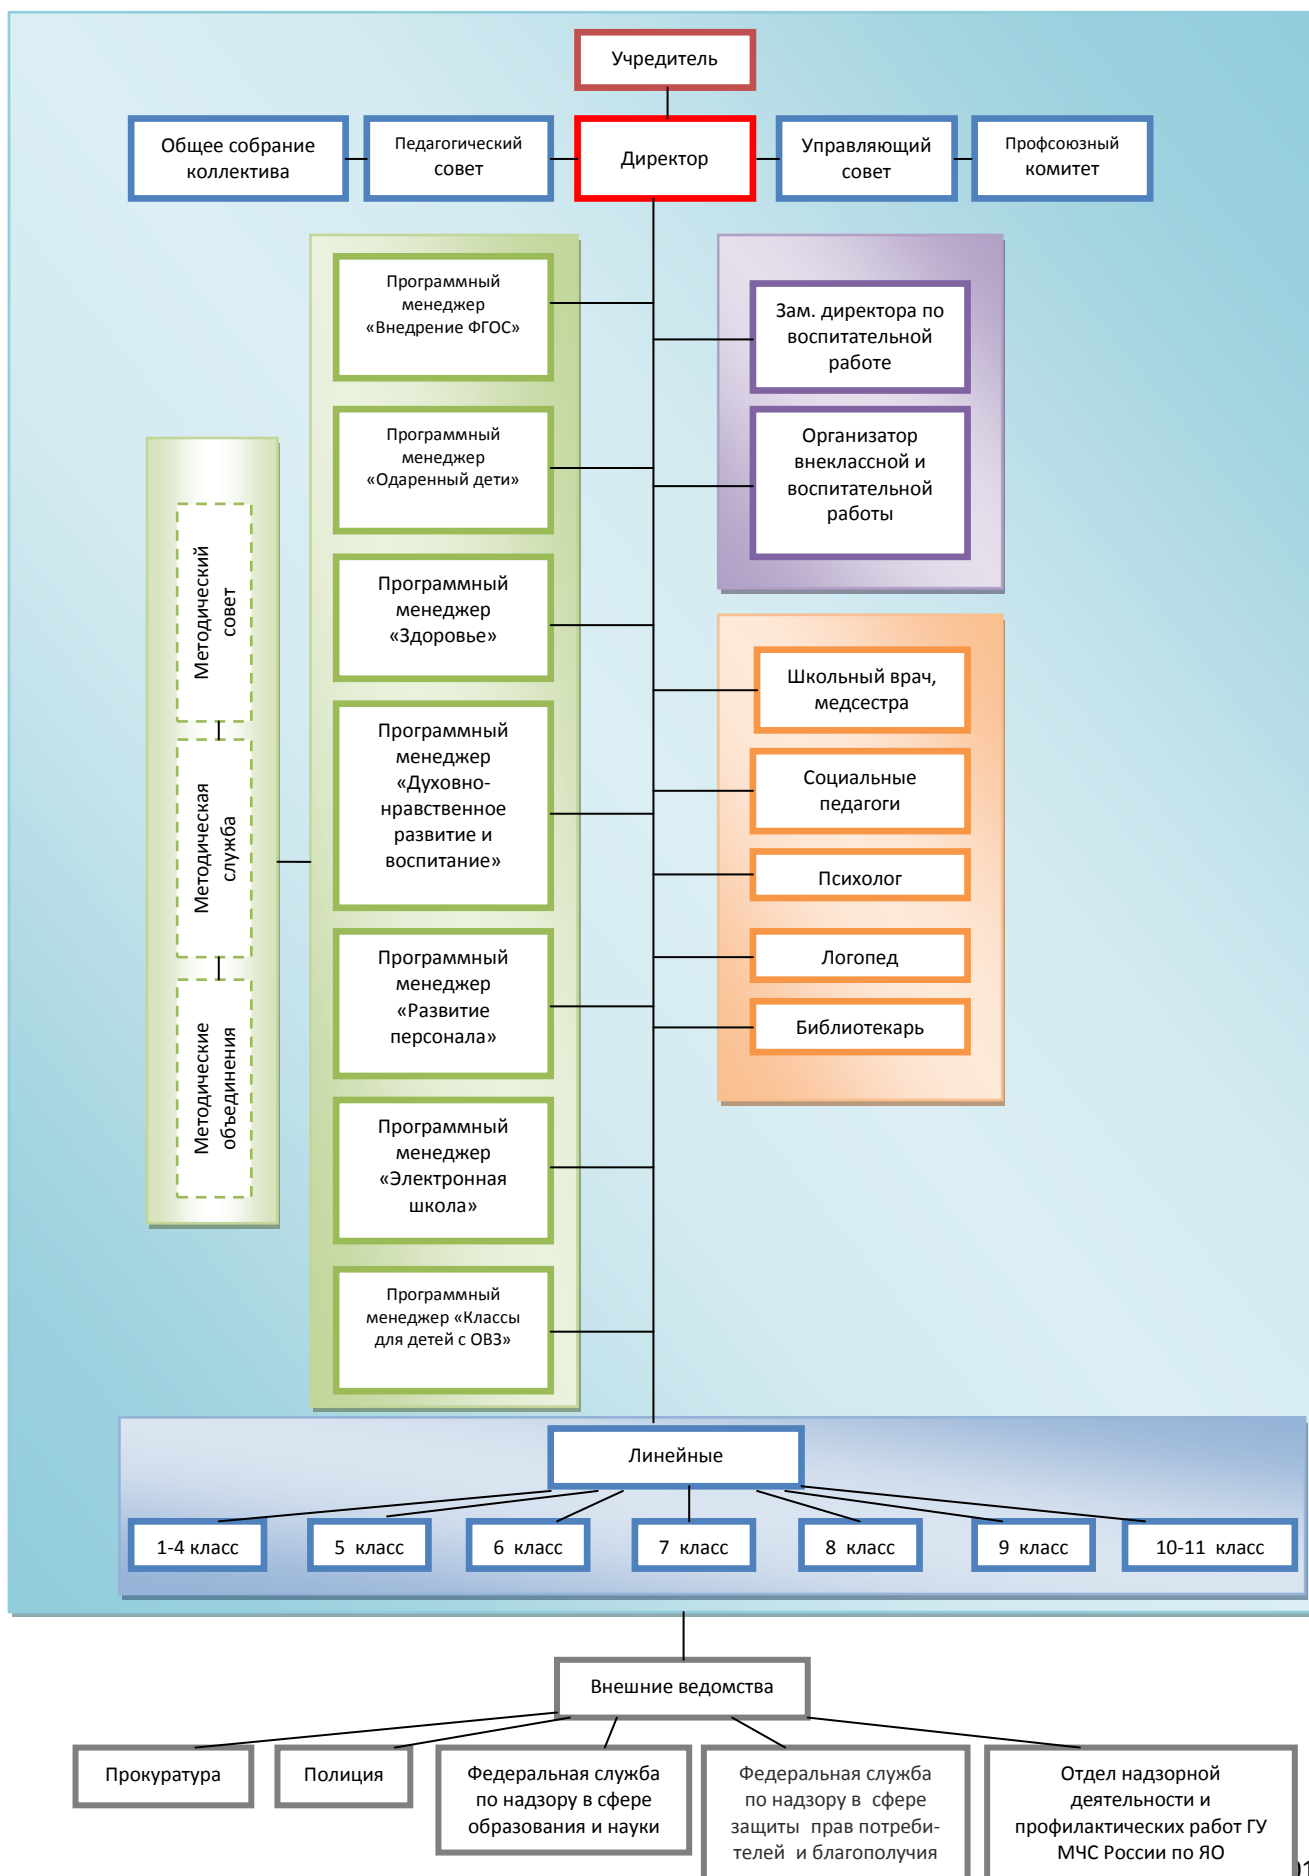 Учредитель
Общее собрание
коллектива
Педагогический
совет
Директор
Управляющий
совет
Профсоюзный
комитет
Программный
менеджер
«Внедрение ФГОС»
Программный
менеджер
«Одаренный дети»
Программный
менеджер
«Здоровье»
Программный
менеджер
«Духовно-
нравственное
развитие и
воспитание»
Программный
менеджер
«Развитие
персонала»
Программный
менеджер
«Электронная
школа»
Программный
менеджер «Классы
для детей с ОВЗ»
Методический
совет
Методическая
служба
Методические
объединения
Зам. директора по
воспитательной
работе
Организатор
внеклассной и
воспитательной
работы
Школьный врач,
медсестра
Социальные
педагоги
Психолог
Логопед
Библиотекарь
Линейные
1-4 класс
5 класс
6 класс
7 класс
8 класс
9 класс
10-11 класс
Внешние ведомства
Прокуратура
Полиция
Федеральная служба
по надзору в сфере
образования и науки
Федеральная служба
по надзору в сфере
защиты прав потреби-
телей и благополучия
Отдел надзорной
деятельности и
профилактических работ ГУ
МЧС России по ЯО